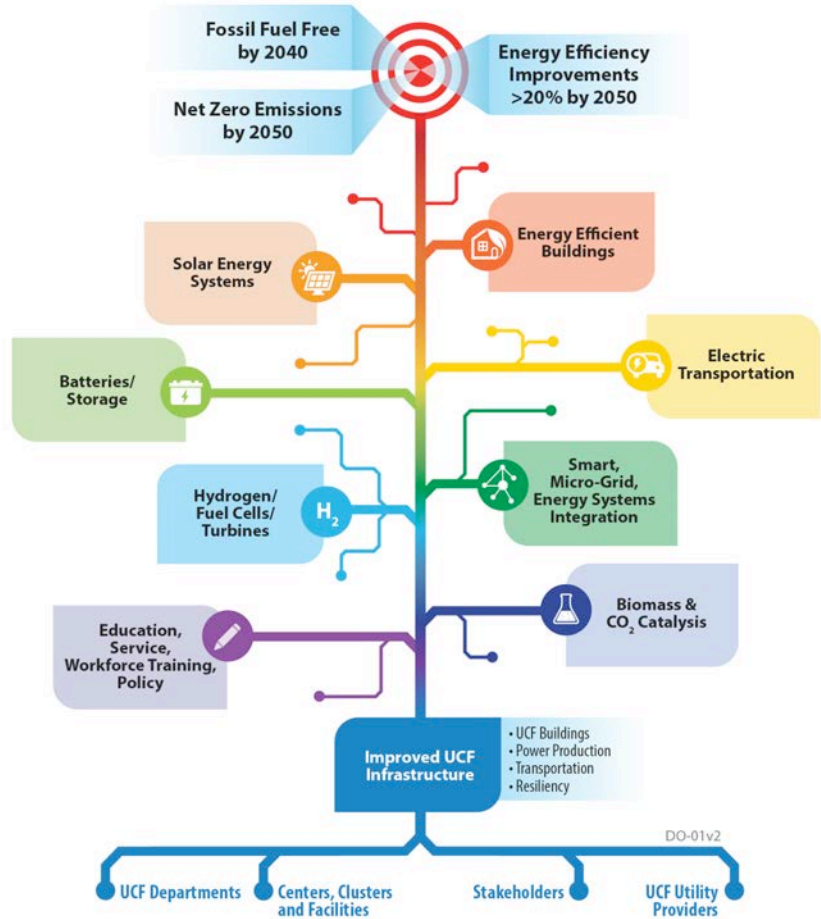 Fossil Fuel Free
by 2040
Energy Efficiency
Improvements
>20% by 2050
Net Zero Emissions
by 2050
Energy Efficient
Buildings
Solar Energy
Systems
Electric
Transportation
Batteries/
Storage
Smart,
Micro-Grid,
Energy Systems
Integration
Hydrogen/
Fuel Cells/
Turbines
H₂
Biomass &
CO₂ Catalysis
Education,
Service,
Workforce Training,
Policy
Improved UCF
Infrastructure
• UCF Buildings
• Power Production
• Transportation
• Resiliency
DO-01v2
UCF Departments
Centers, Clusters
and Facilities
Stakeholders
UCF Utility
Providers